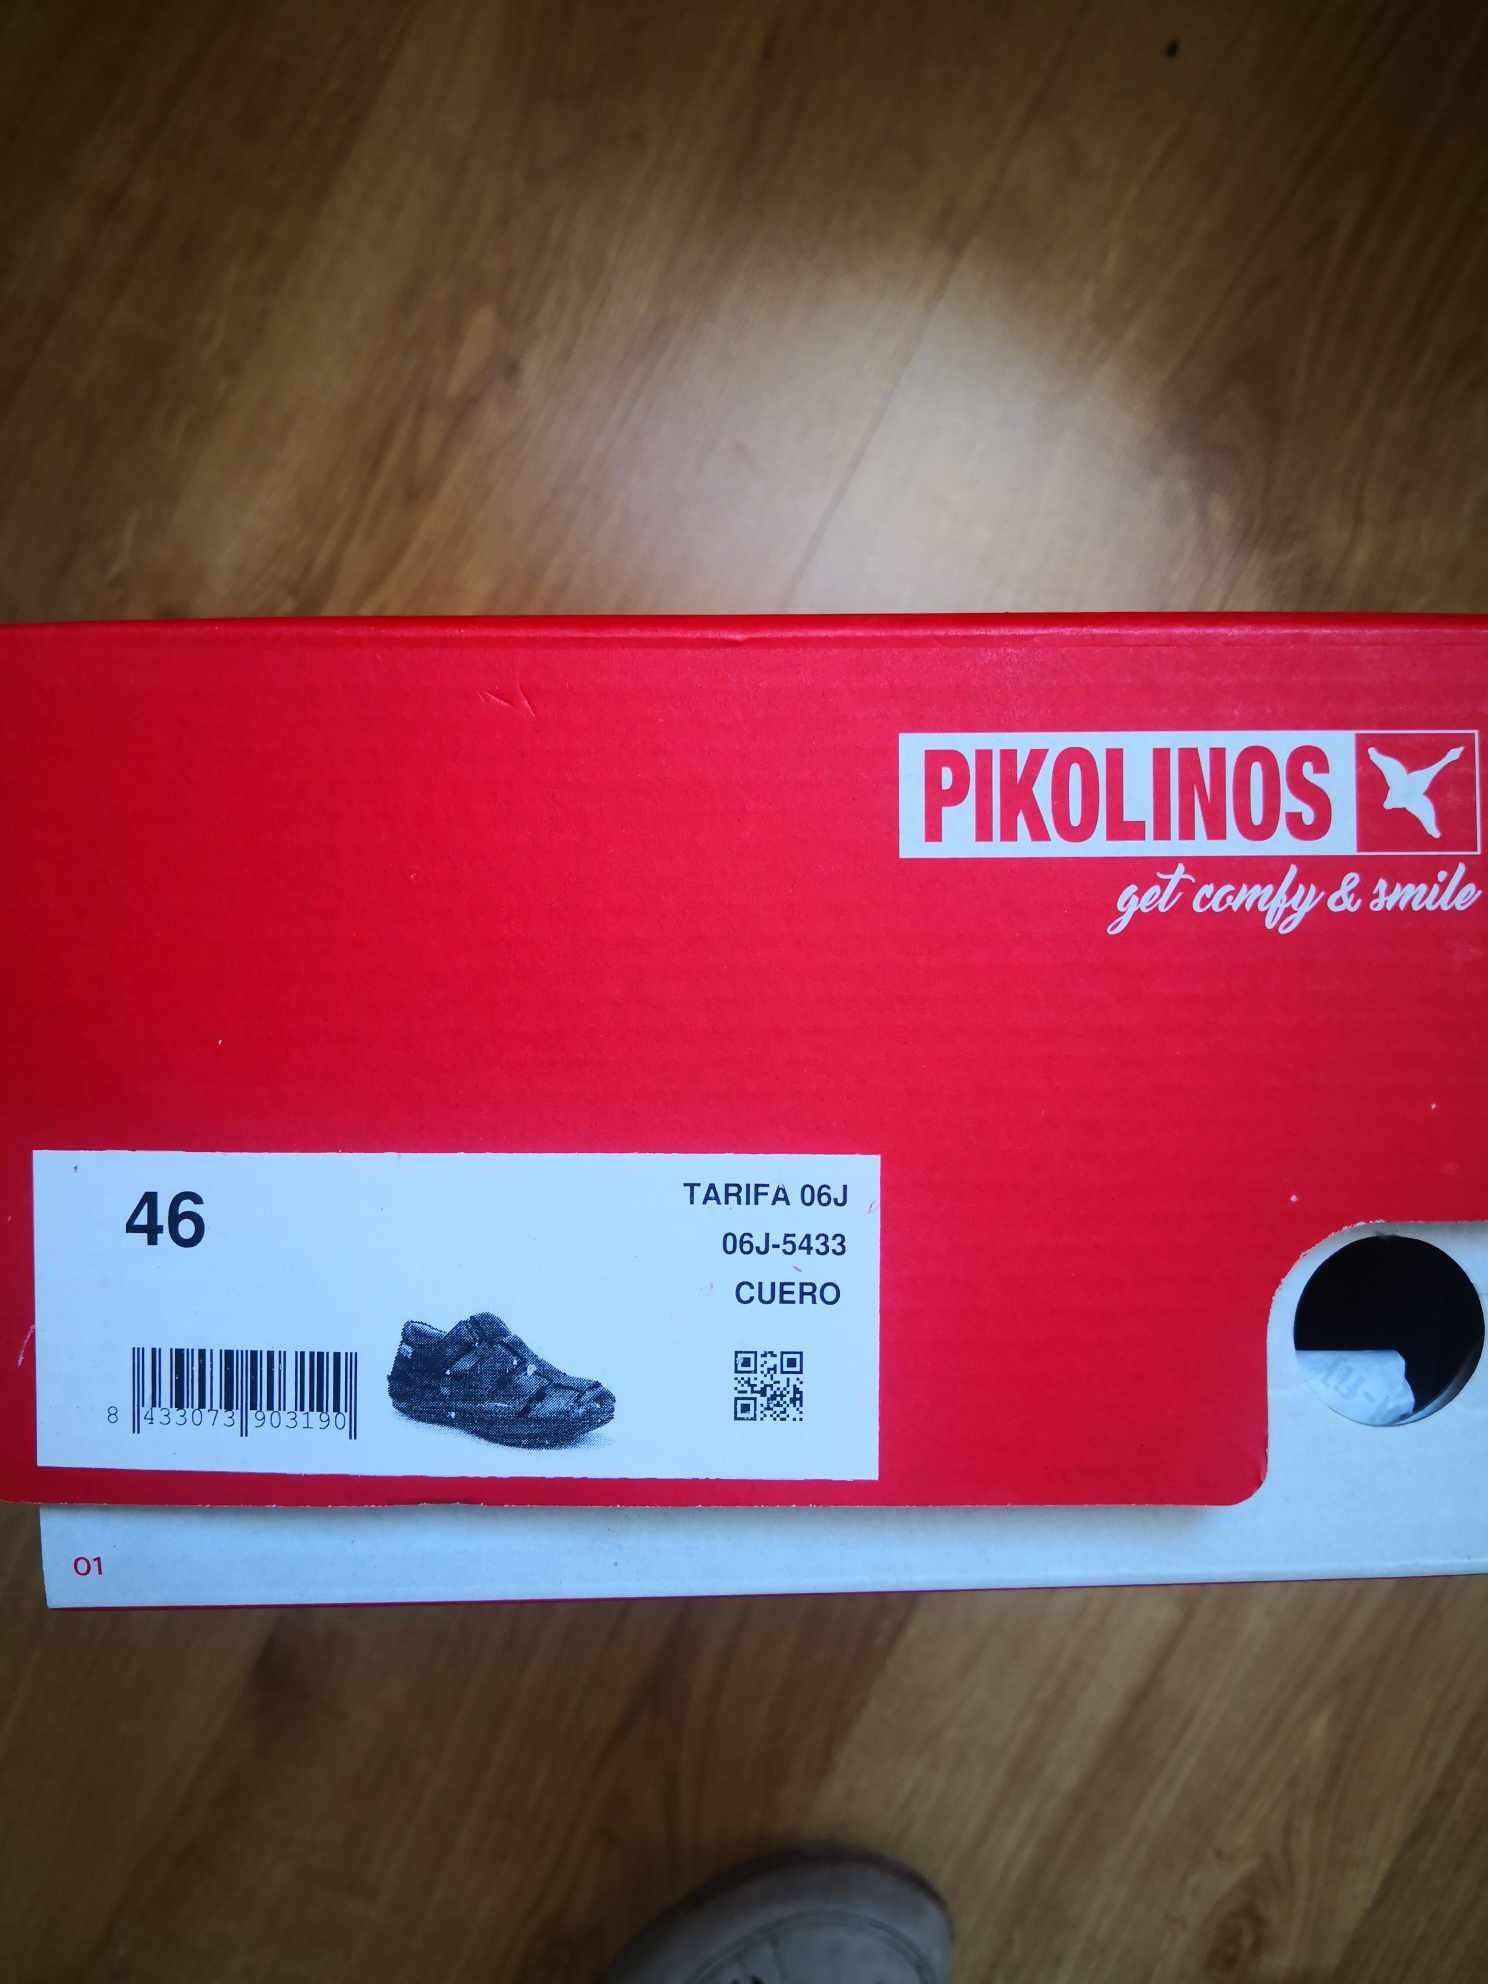 PIKOLINOS
get comfy & smile
46
TARIFA 06J
06J-5433
CUERO
8 433073 903190
01